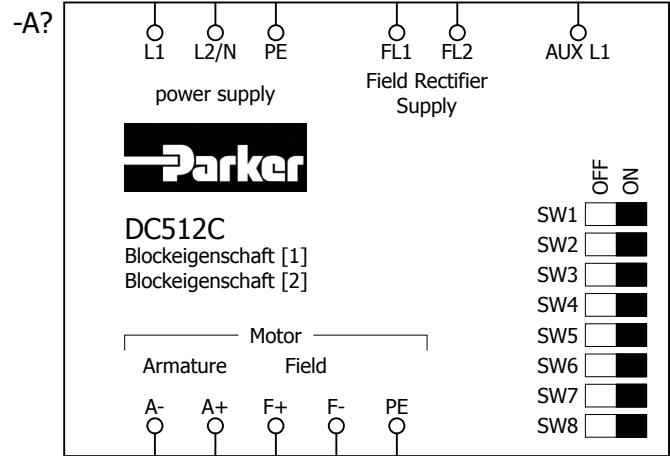 -A?
L1 L2/N PE FL1 FL2 AUX L1
power supply
Field Rectifier
Supply
Parker
OFF
ON
DC512C
Blockeigenschaft [1]
Blockeigenschaft [2]
SW1
SW2
SW3
SW4
SW5
SW6
SW7
SW8
Motor
Armature Field
A- A+ F+ F- PE